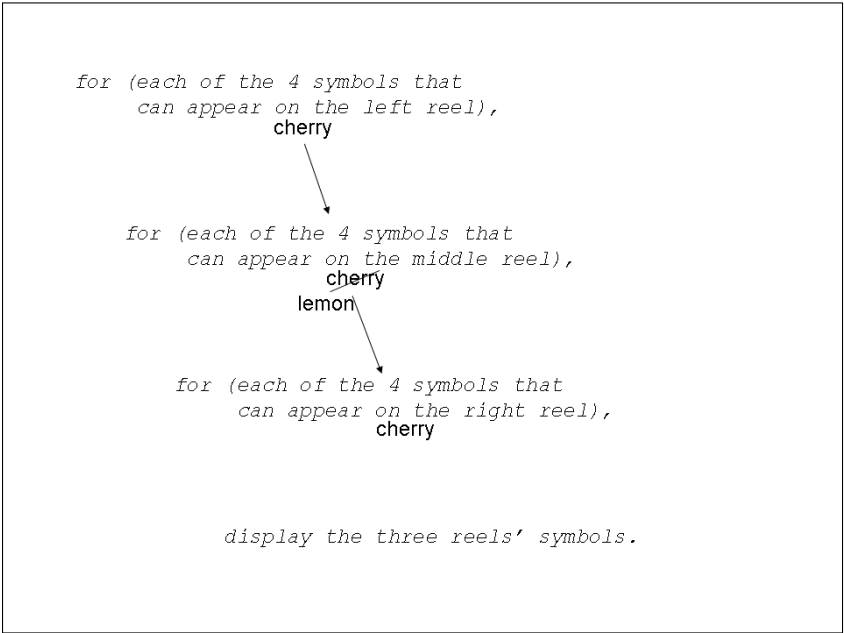 for (each of the 4 symbols that
can appear on the left reel),
cherry
for (each of the 4 symbols that
can appear on the middle reel),
cherry
lemon
for (each of the 4 symbols that
can appear on the right reel),
cherry
display the three reels’ symbols.